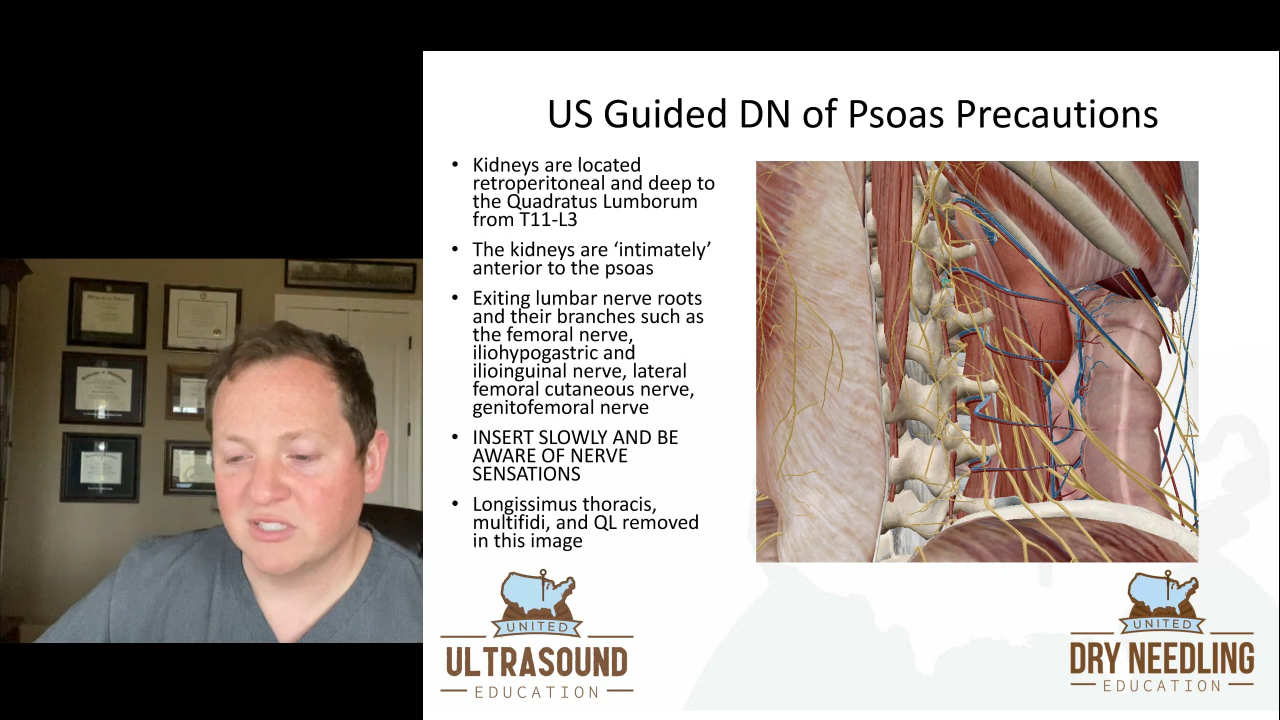 US Guided DN of Psoas Precautions
• Kidneys are located
retroperitoneal and deep to
the Quadratus Lumborum
from T11-L3
• The kidneys are ‘intimately’
anterior to the psoas
• Exiting lumbar nerve roots
and their branches such as
the femoral nerve,
iliohypogastric and
ilioinguinal nerve, lateral
femoral cutaneous nerve,
genitofemoral nerve
• INSERT SLOWLY AND BE
AWARE OF NERVE
SENSATIONS
• Longissimus thoracis,
multifidi, and QL removed
in this image
UNITED
ULTRASOUND
EDUCATION
UNITED
DRY NEEDLING
EDUCATION